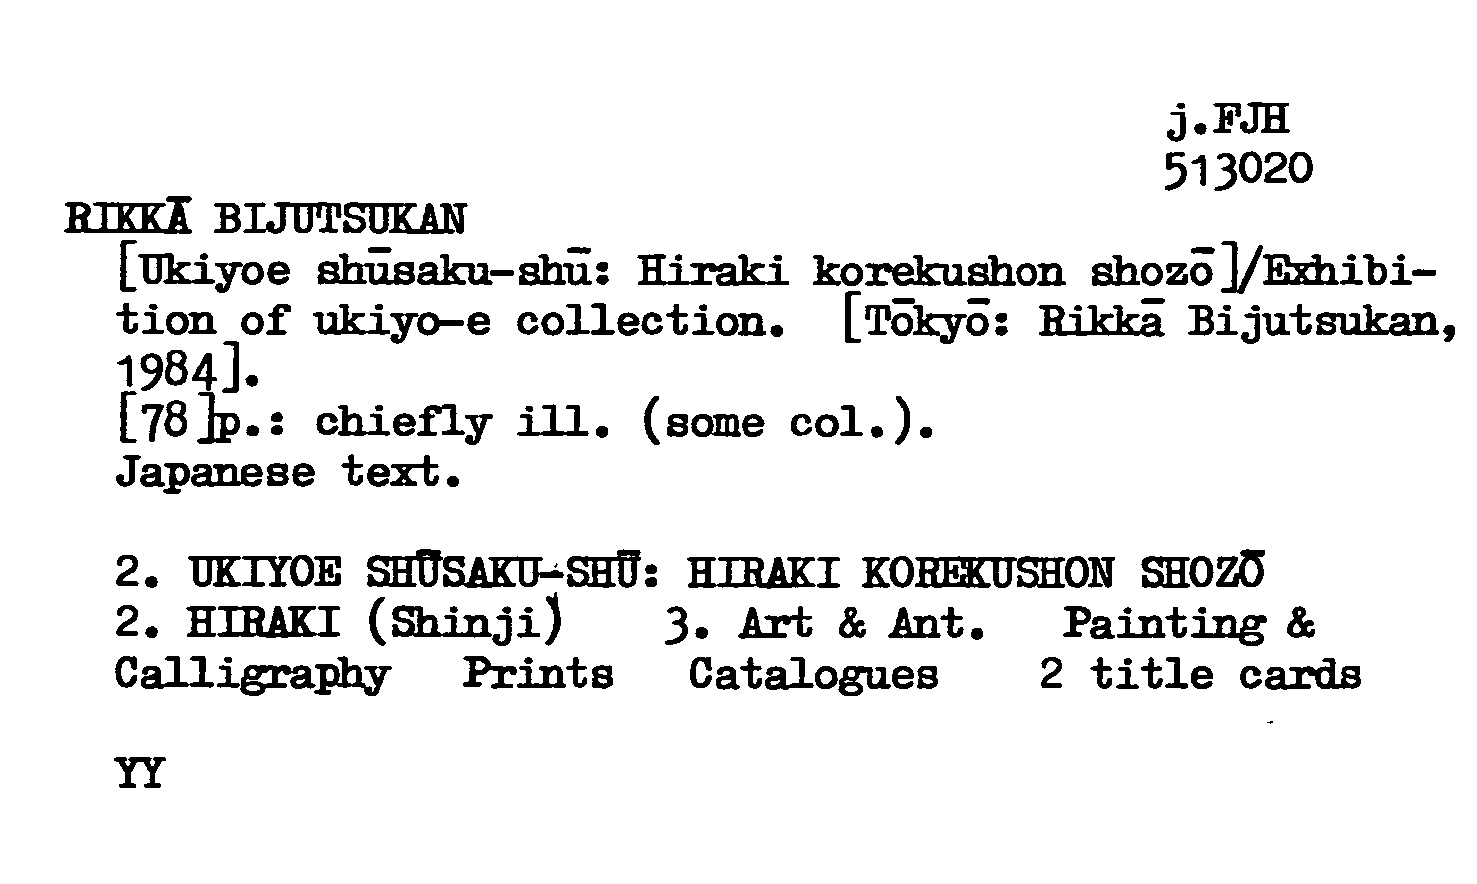 j.FJH
513020
RIKKĀ BIJUTSUKAN
[Ukiyoe shūsaku-shū: Hiraki korekushon shozō]/Exhibi-
tion of ukiyo-e collection. [Tōkyō: Rikkā Bijutsukan,
1984].
[78]p.: chiefly ill. (some col.).
Japanese text.
2. UKIYOE SHŪSAKU-SHŪ: HIRAKI KOREKUSHON SHOZŌ
2. HIRAKI (Shinji) 3. Art & Ant. Painting &
Calligraphy Prints Catalogues 2 title cards
YY